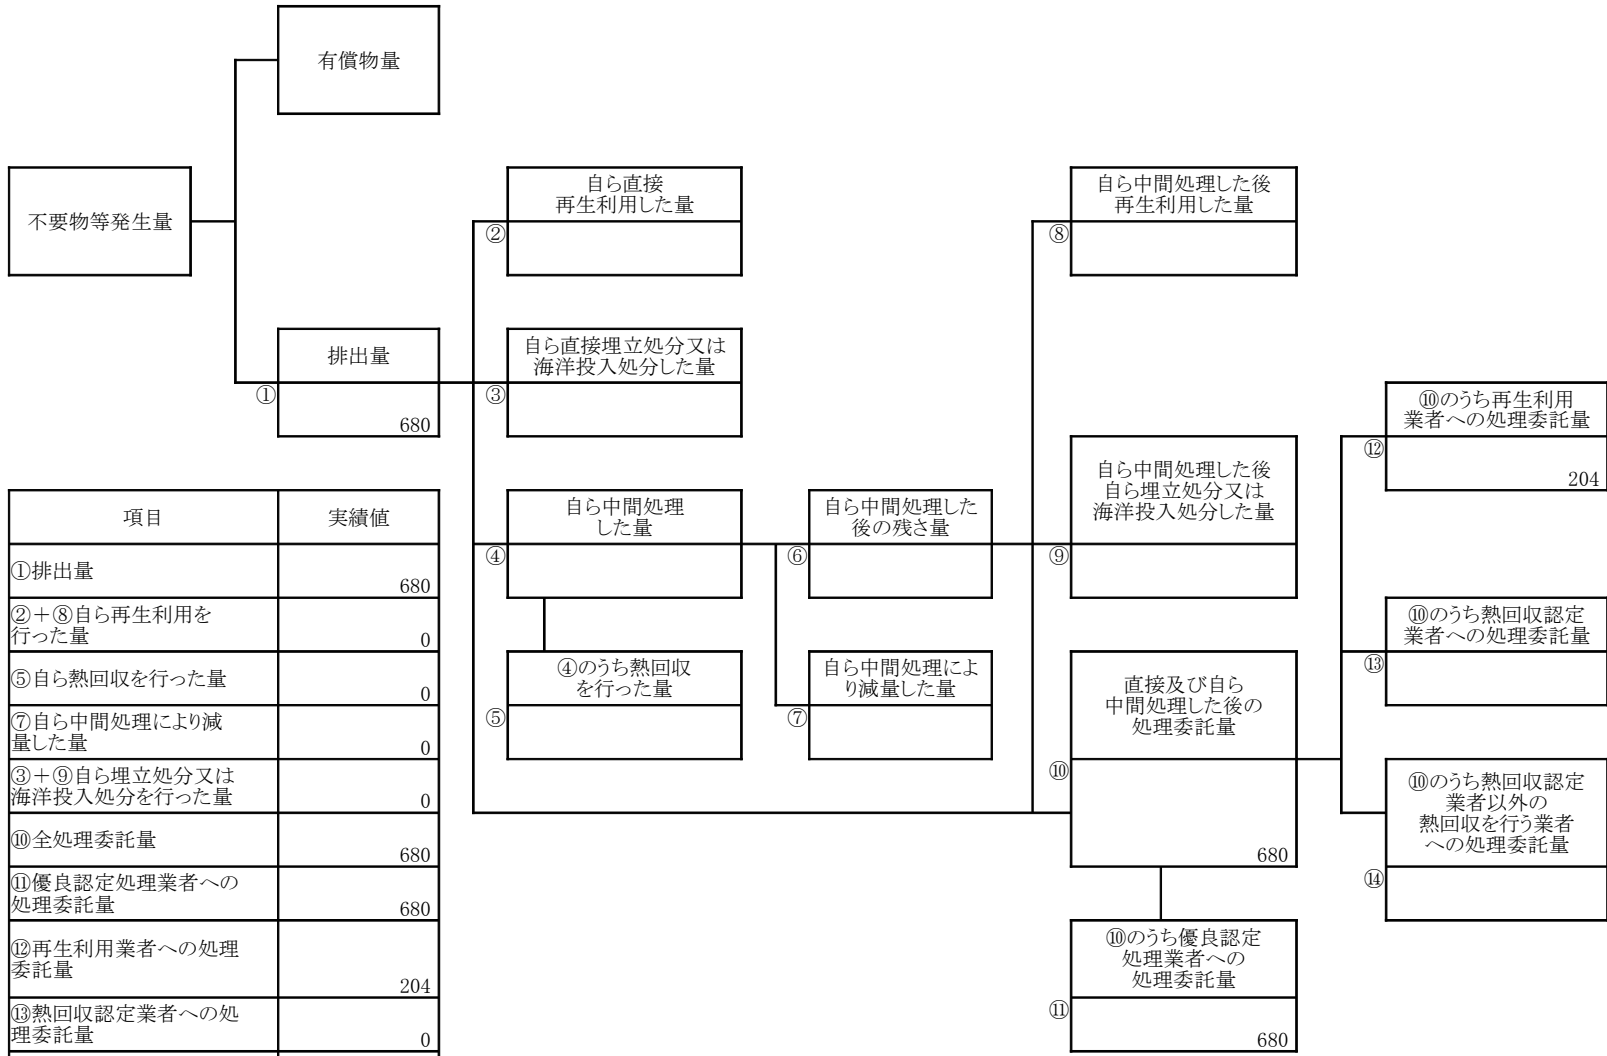 有償物量
不要物等発生量
自ら直接
再生利用した量
②
自ら中間処理した後
再生利用した量
⑧
排出量
①
680
自ら直接埋立処分又は
海洋投入処分した量
③
⑩のうち再生利用
業者への処理委託量
⑫
204
自ら中間処理
した量
④
自ら中間処理した
後の残さ量
⑥
自ら中間処理した後
自ら埋立処分又は
海洋投入処分した量
⑨
⑩のうち熱回収認定
業者への処理委託量
⑬
④のうち熱回収
を行った量
⑤
自ら中間処理によ
り減量した量
⑦
直接及び自ら
中間処理した後の
処理委託量
⑩
680
⑩のうち熱回収認定
業者以外の
熱回収を行う業者
への処理委託量
⑭
⑩のうち優良認定
処理業者への
処理委託量
⑪
680
項目 実績値
①排出量 680
②+⑧自ら再生利用を
行った量 0
⑤自ら熱回収を行った量 0
⑦自ら中間処理により減
量した量 0
③+⑨自ら埋立処分又は
海洋投入処分を行った量 0
⑩全処理委託量 680
⑪優良認定処理業者への
処理委託量 680
⑫再生利用業者への処理
委託量 204
⑬熱回収認定業者への処
理委託量 0